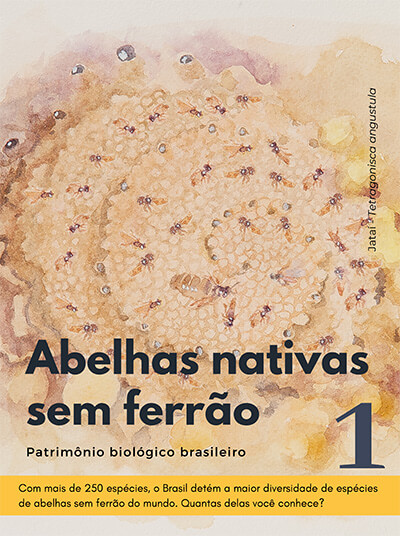 Jataí - Tetragonisca angustula
Abelhas nativas
sem ferrão
1
Patrimônio biológico brasileiro
Com mais de 250 espécies, o Brasil detém a maior diversidade de espécies
de abelhas sem ferrão do mundo. Quantas delas você conhece?